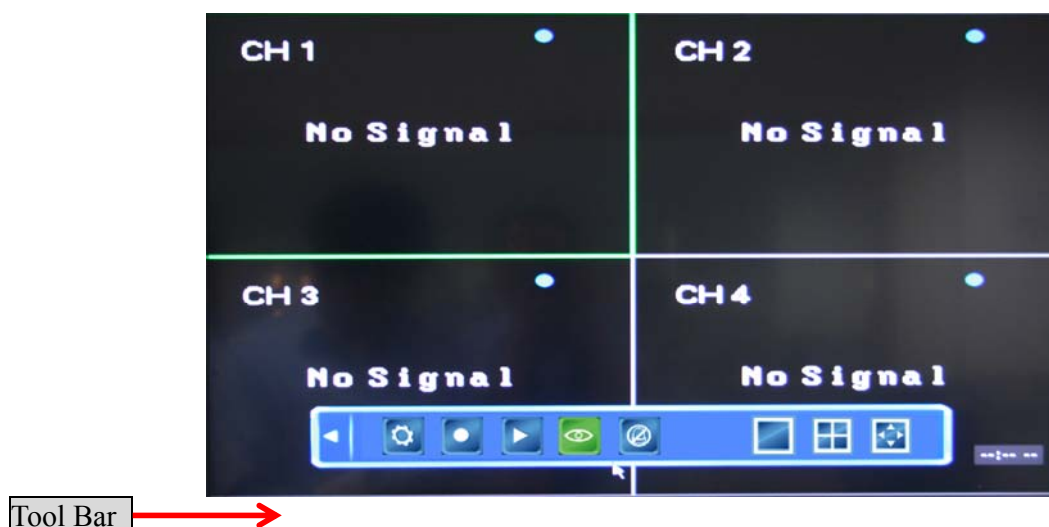 CH 1
CH 2
No Signal
No Signal
CH 3
CH 4
No Signal
No Signal
--:-- --
Tool Bar